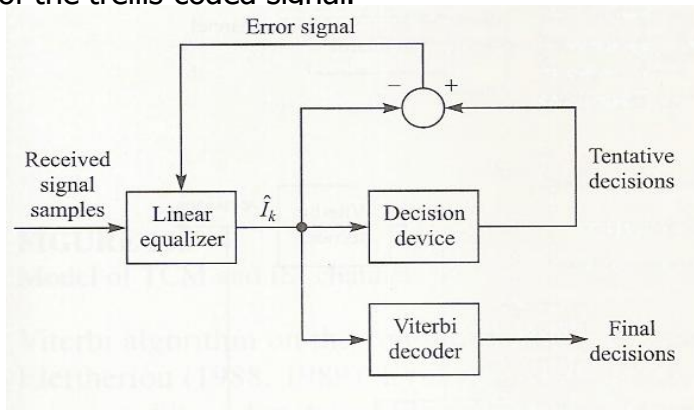 of the trellis coded signal.
Error signal
− +
Received
signal
samples
Linear
equalizer
Îₖ
Decision
device
Tentative
decisions
Viterbi
decoder
Final
decisions